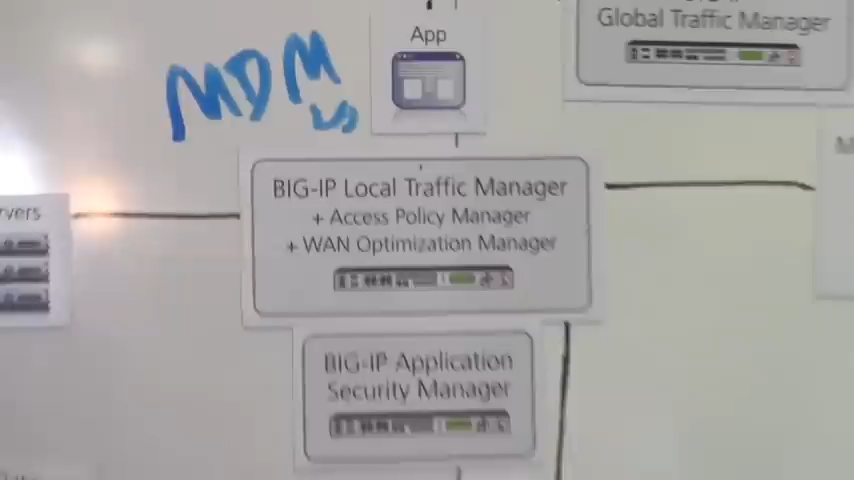 Global Traffic Manager
App
MDM
BIG-IP Local Traffic Manager
+ Access Policy Manager
+ WAN Optimization Manager
BIG-IP Application
Security Manager